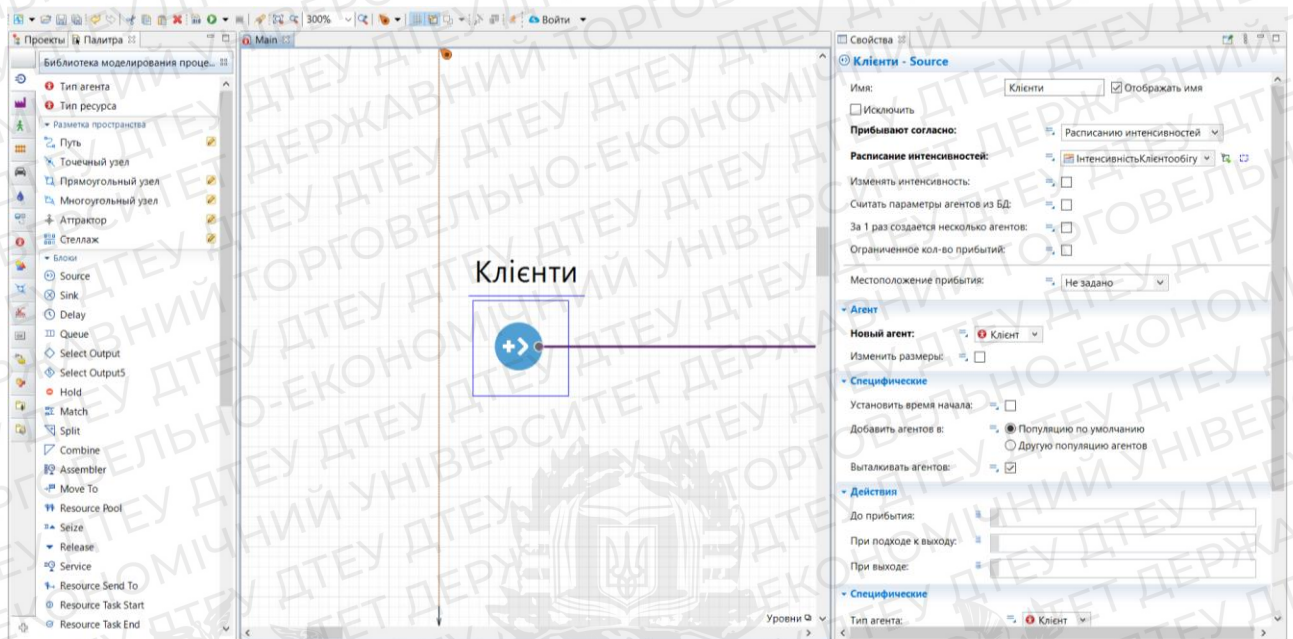 300%
Войти
Проекты Палитра
Библиотека моделирования проце...
Тип агента
Тип ресурса
Разметка пространства
Путь
Точечный узел
Прямоугольный узел
Многоугольный узел
Аттрактор
Стеллаж
Блоки
Source
Sink
Delay
Queue
Select Output
Select Output5
Hold
Match
Split
Combine
Assembler
Move To
Resource Pool
Seize
Release
Service
Resource Send To
Resource Task Start
Resource Task End
Main
Клієнти
Уровни
Свойства
Клієнти - Source
Имя: Клієнти Отображать имя
Исключить
Прибывают согласно: Расписанию интенсивностей
Расписание интенсивностей: ІнтенсивністьКлієнтообігу
Изменять интенсивность:
Считать параметры агентов из БД:
За 1 раз создается несколько агентов:
Ограниченное кол-во прибытий:
Местоположение прибытия: Не задано
Агент
Новый агент: Клієнт
Изменить размеры:
Специфические
Установить время начала:
Добавить агентов в: Популяцию по умолчанию
Другую популяцию агентов
Выталкивать агентов:
Действия
До прибытия:
При подходе к выходу:
При выходе:
Специфические
Тип агента: Клієнт